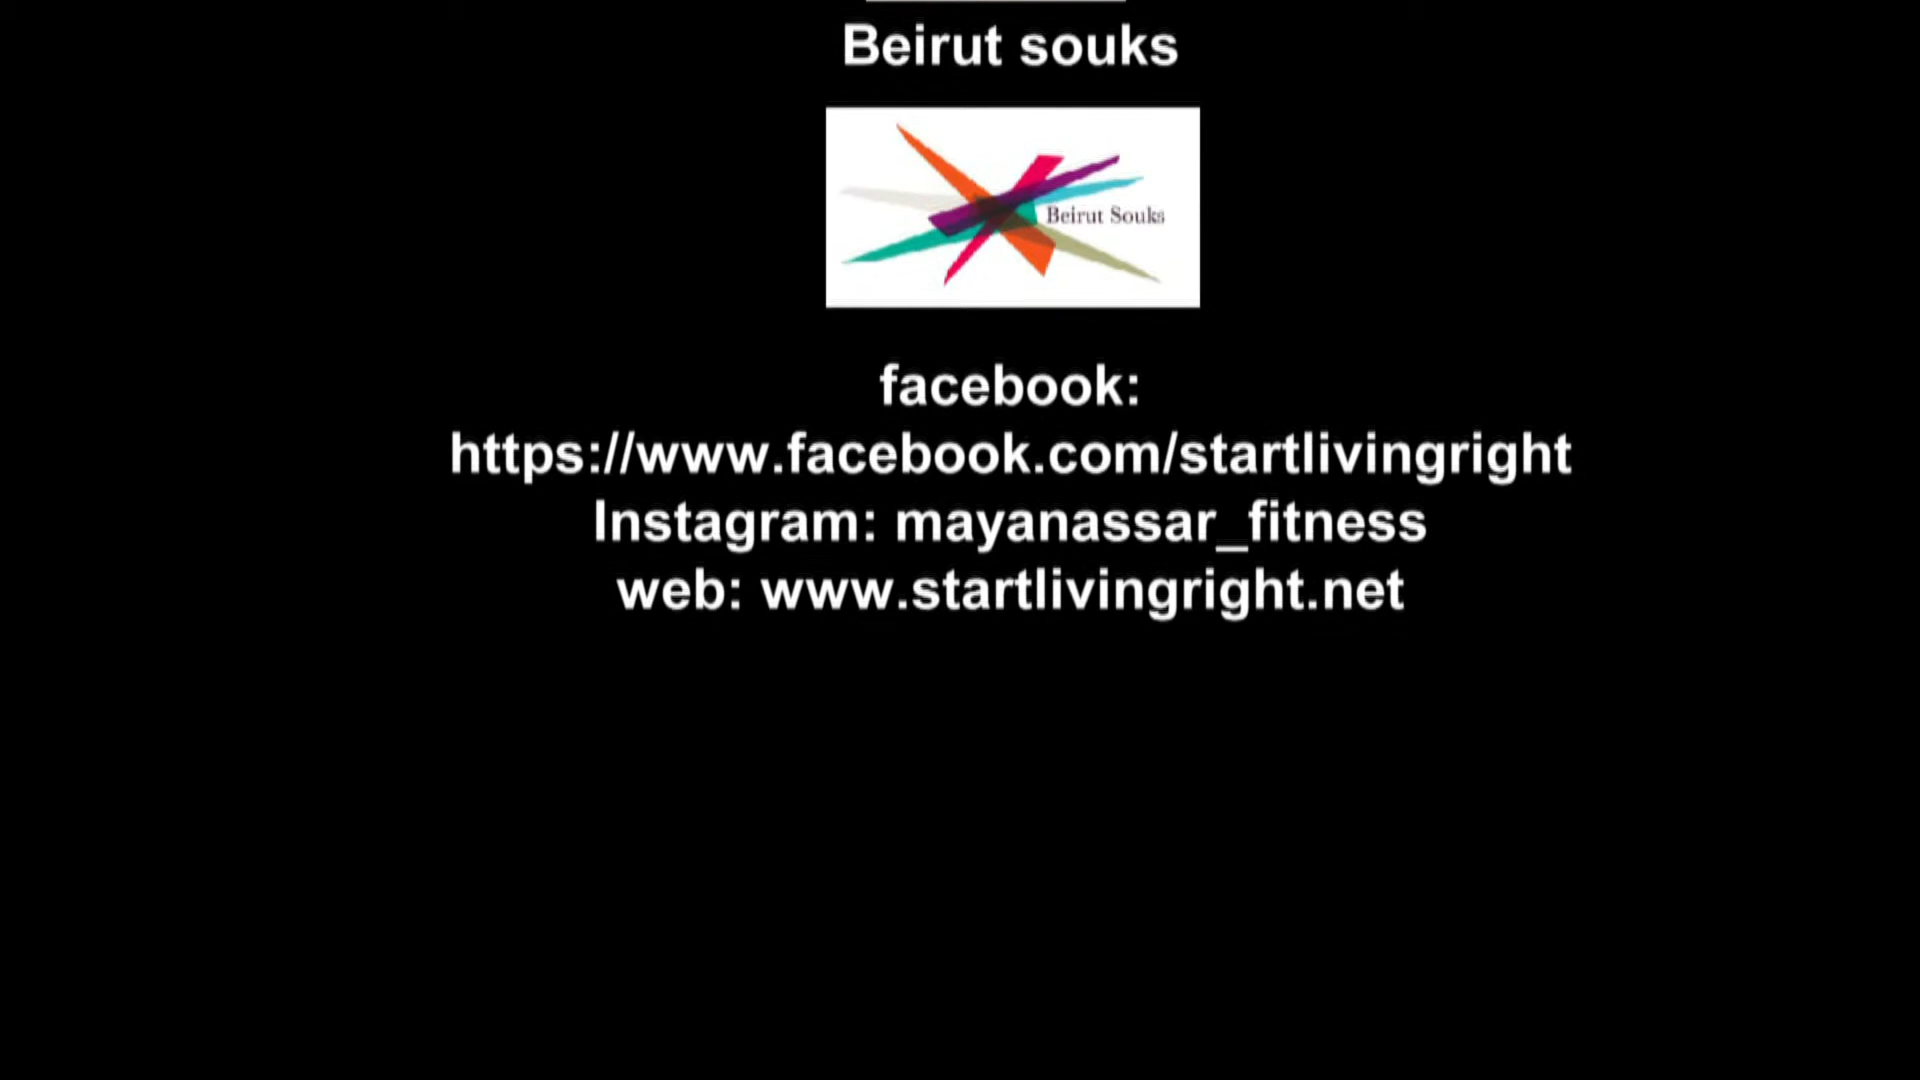 Beirut souks
Beirut Souks
facebook:
https://www.facebook.com/startlivingright
Instagram: mayanassar_fitness
web: www.startlivingright.net